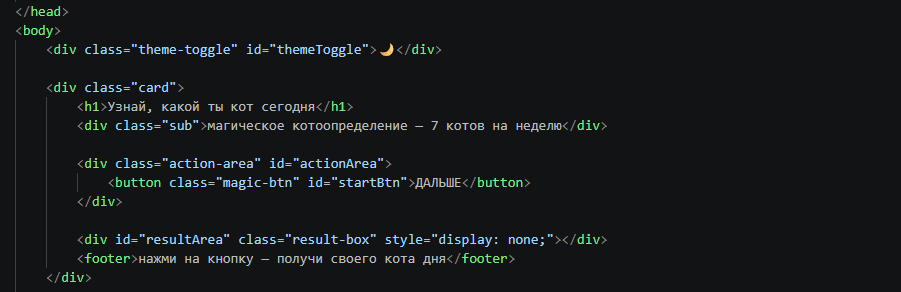 </head>
<body>
<div class="theme-toggle" id="themeToggle">🌙</div>
<div class="card">
<h1>Узнай, какой ты кот сегодня</h1>
<div class="sub">магическое котоопределение — 7 котов на неделю</div>
<div class="action-area" id="actionArea">
<button class="magic-btn" id="startBtn">ДАЛЬШЕ</button>
</div>
<div id="resultArea" class="result-box" style="display: none;"></div>
<footer>нажми на кнопку — получи своего кота дня</footer>
</div>